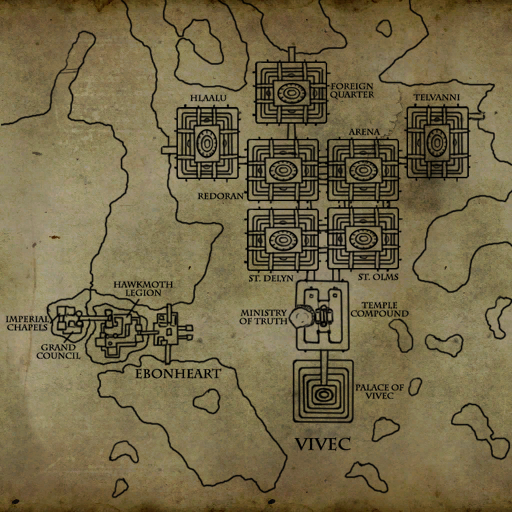 FOREIGN
QUARTER
HLAALU
TELVANNI
ARENA
REDORAN
ST. DELYN
ST. OLMS
HAWKMOTH
LEGION
IMPERIAL
CHAPELS
GRAND
COUNCIL
EBONHEART
MINISTRY
OF TRUTH
TEMPLE
COMPOUND
PALACE OF
VIVEC
VIVEC